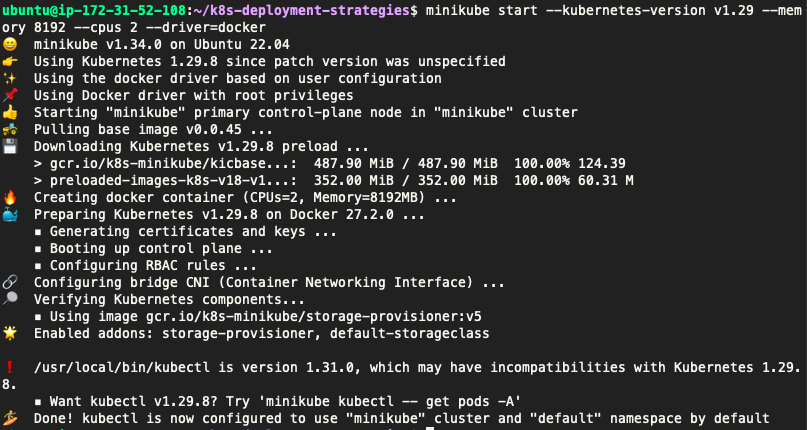 ubuntu@ip-172-31-52-108:~/k8s-deployment-strategies$ minikube start --kubernetes-version v1.29 --mem
ory 8192 --cpus 2 --driver=docker
😄  minikube v1.34.0 on Ubuntu 22.04
👉  Using Kubernetes 1.29.8 since patch version was unspecified
✨  Using the docker driver based on user configuration
📌  Using Docker driver with root privileges
👍  Starting "minikube" primary control-plane node in "minikube" cluster
🚜  Pulling base image v0.0.45 ...
💾  Downloading Kubernetes v1.29.8 preload ...
    > gcr.io/k8s-minikube/kicbase...:  487.90 MiB / 487.90 MiB  100.00% 124.39
    > preloaded-images-k8s-v18-v1...:  352.00 MiB / 352.00 MiB  100.00% 60.31 M
🔥  Creating docker container (CPUs=2, Memory=8192MB) ...
🐳  Preparing Kubernetes v1.29.8 on Docker 27.2.0 ...
    ▪ Generating certificates and keys ...
    ▪ Booting up control plane ...
    ▪ Configuring RBAC rules ...
🔗  Configuring bridge CNI (Container Networking Interface) ...
🔎  Verifying Kubernetes components...
    ▪ Using image gcr.io/k8s-minikube/storage-provisioner:v5
🌟  Enabled addons: storage-provisioner, default-storageclass
❗  /usr/local/bin/kubectl is version 1.31.0, which may have incompatibilities with Kubernetes 1.29.
8.
    ▪ Want kubectl v1.29.8? Try 'minikube kubectl -- get pods -A'
🏄  Done! kubectl is now configured to use "minikube" cluster and "default" namespace by default